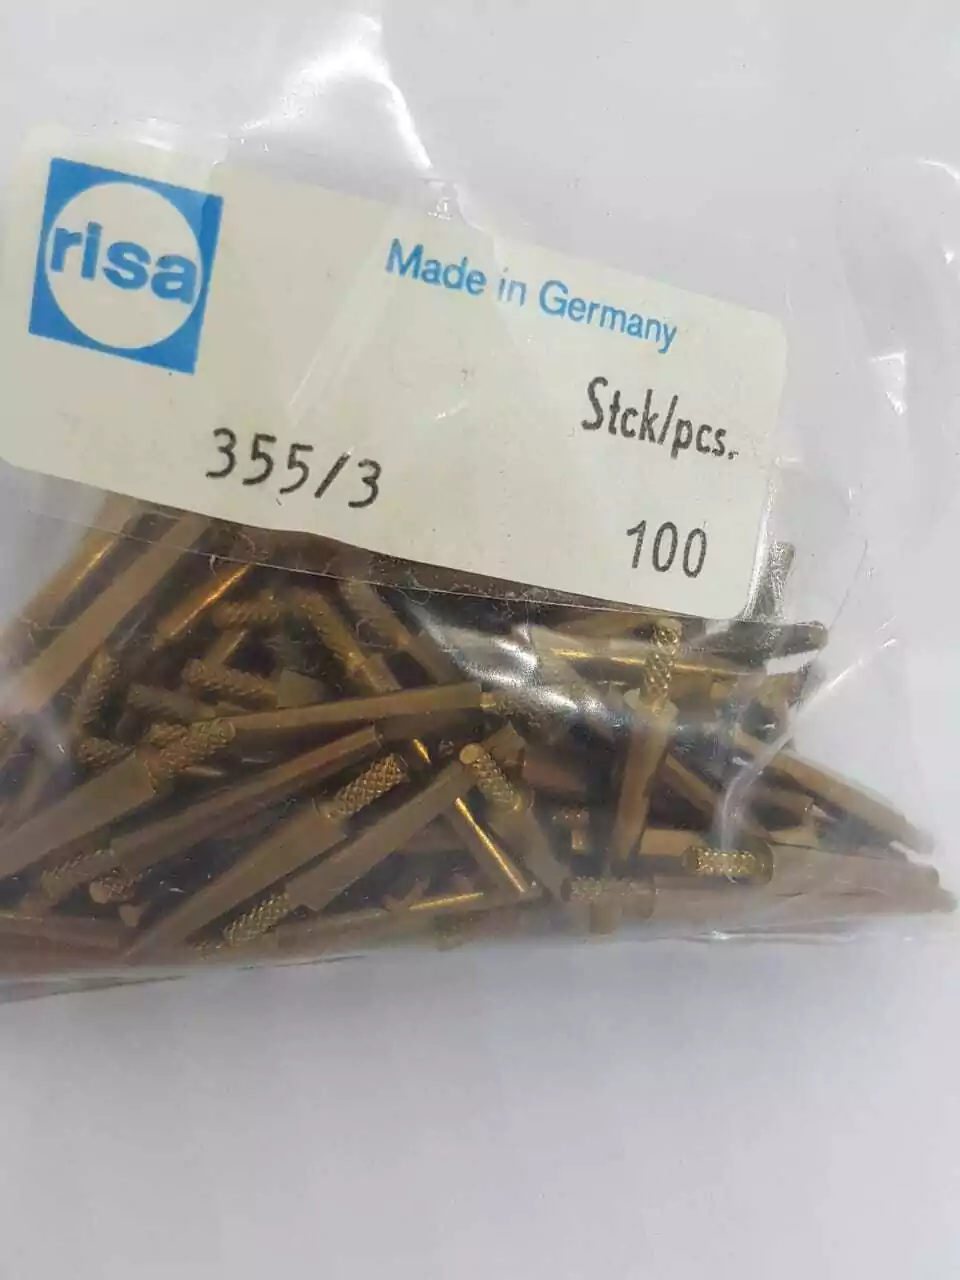 risa
Made in Germany
Stck/pcs.
355/3
100